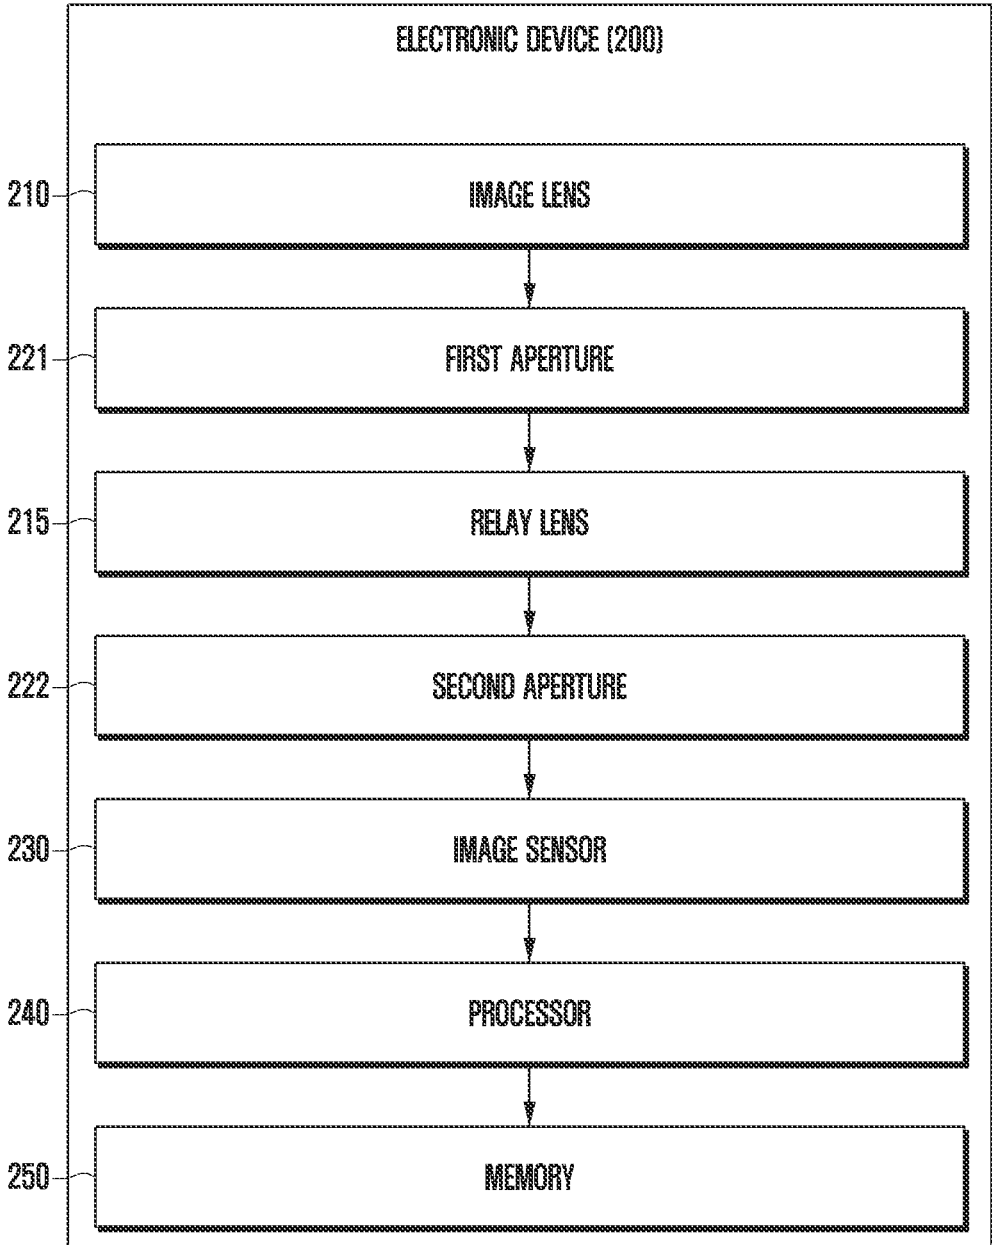 ELECTRONIC DEVICE (200)
210
IMAGE LENS
221
FIRST APERTURE
215
RELAY LENS
222
SECOND APERTURE
230
IMAGE SENSOR
240
PROCESSOR
250
MEMORY